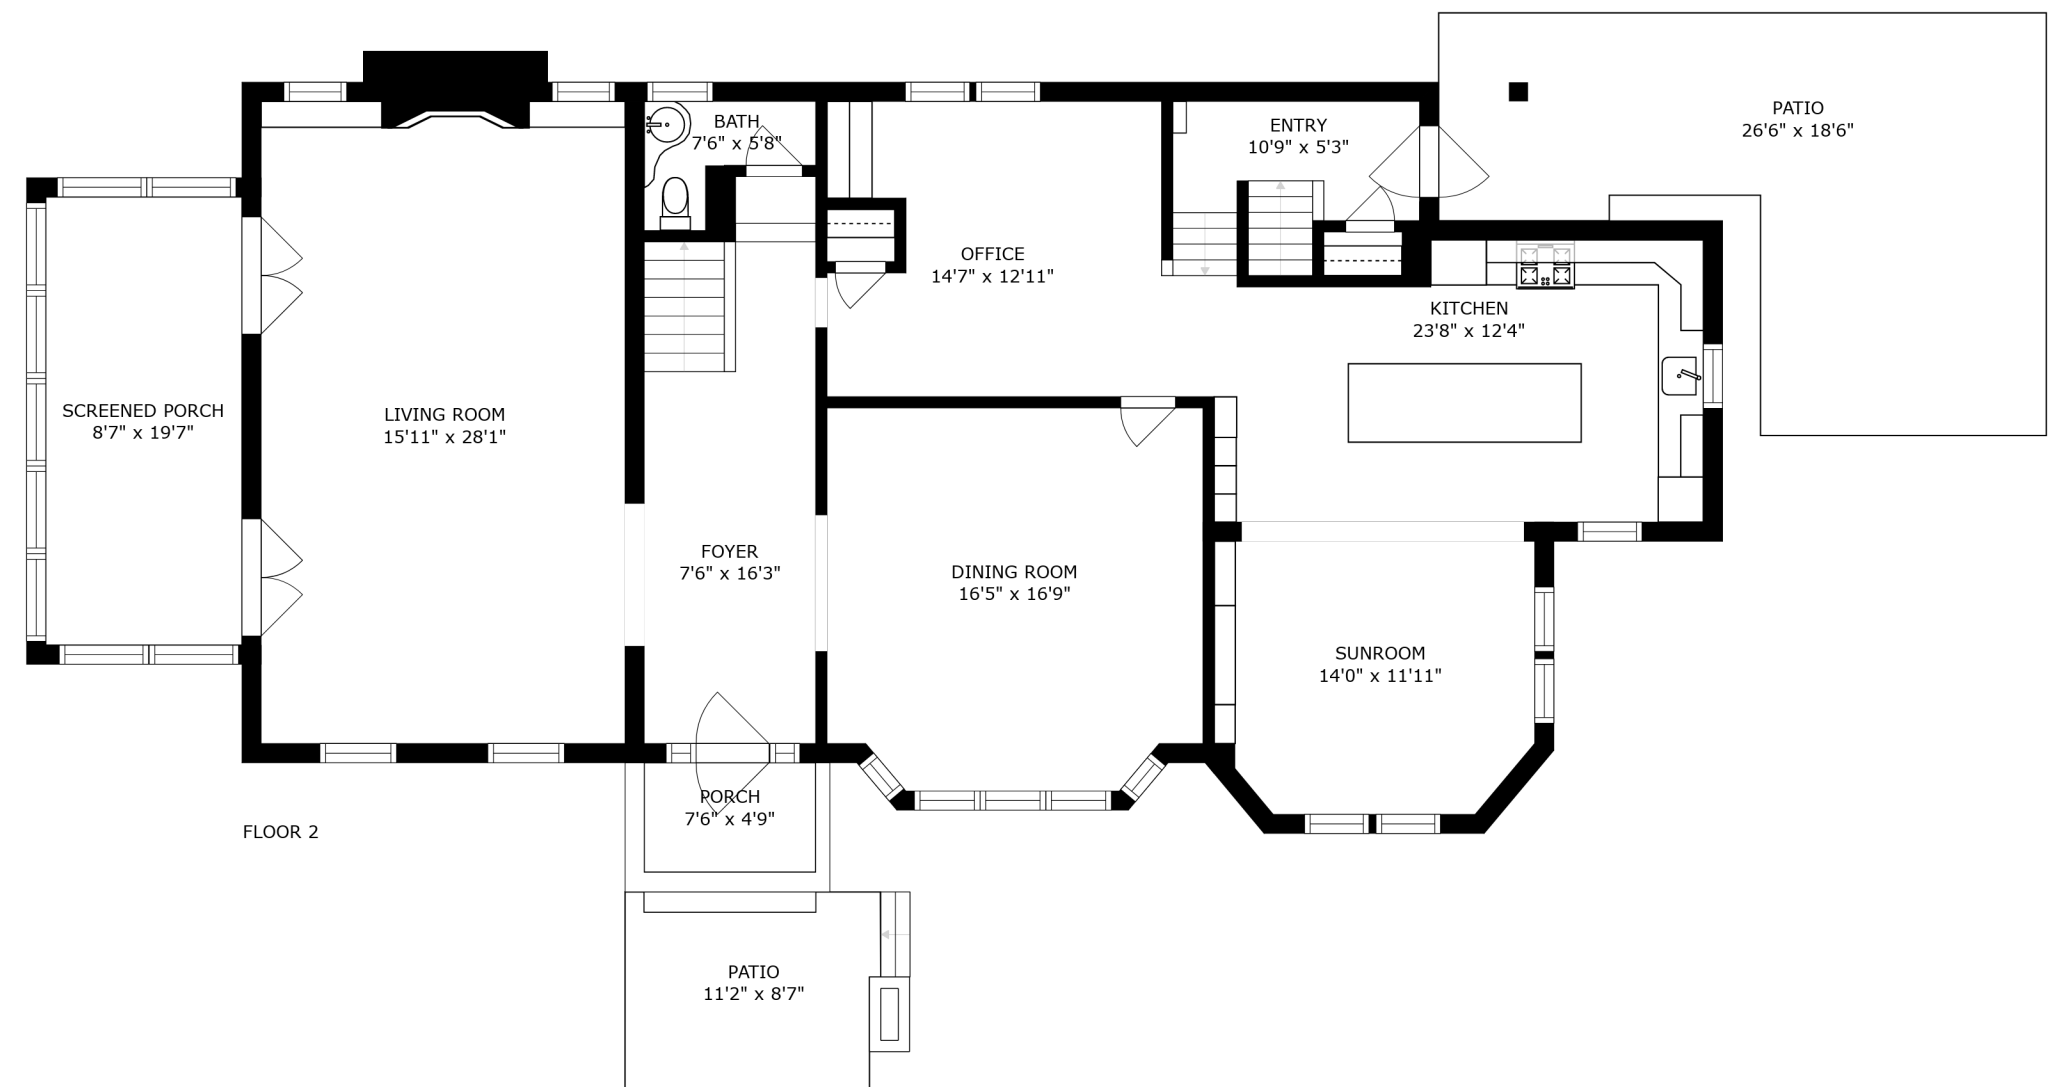 PATIO
26'6" x 18'6"
BATH
7'6" x 5'8"
ENTRY
10'9" x 5'3"
OFFICE
14'7" x 12'11"
KITCHEN
23'8" x 12'4"
SCREENED PORCH
8'7" x 19'7"
LIVING ROOM
15'11" x 28'1"
FOYER
7'6" x 16'3"
DINING ROOM
16'5" x 16'9"
SUNROOM
14'0" x 11'11"
PORCH
7'6" x 4'9"
FLOOR 2
PATIO
11'2" x 8'7"